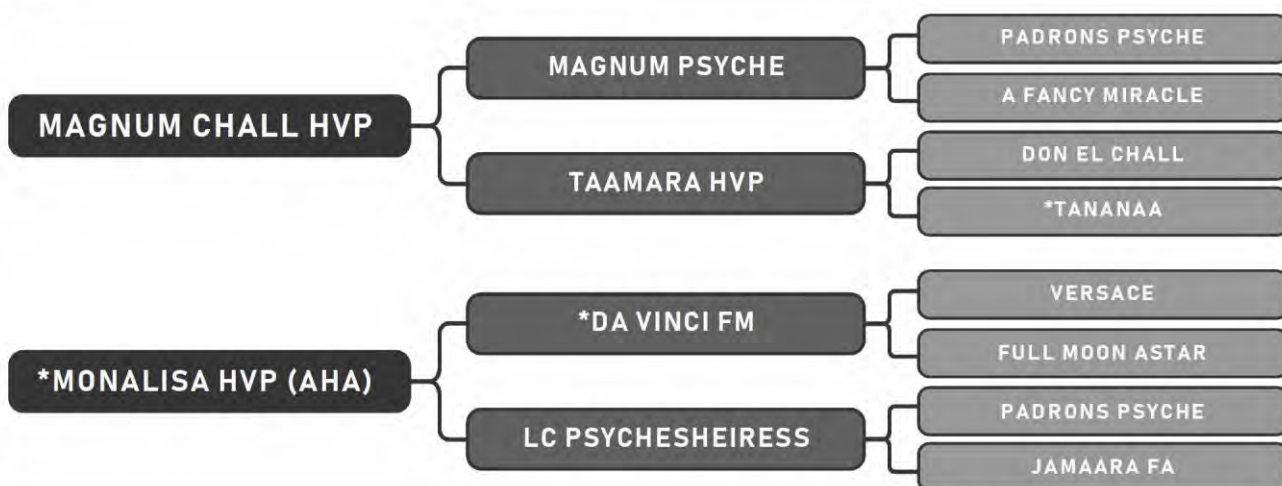 MAGNUM CHALL HVP
MAGNUM PSYCHE
PADRONS PSYCHE
A FANCY MIRACLE
TAAMARA HVP
DON EL CHALL
*TANANAA
*MONALISA HVP (AHA)
*DA VINCI FM
VERSACE
FULL MOON ASTAR
LC PSYCHESHEIRESS
PADRONS PSYCHE
JAMAARA FA